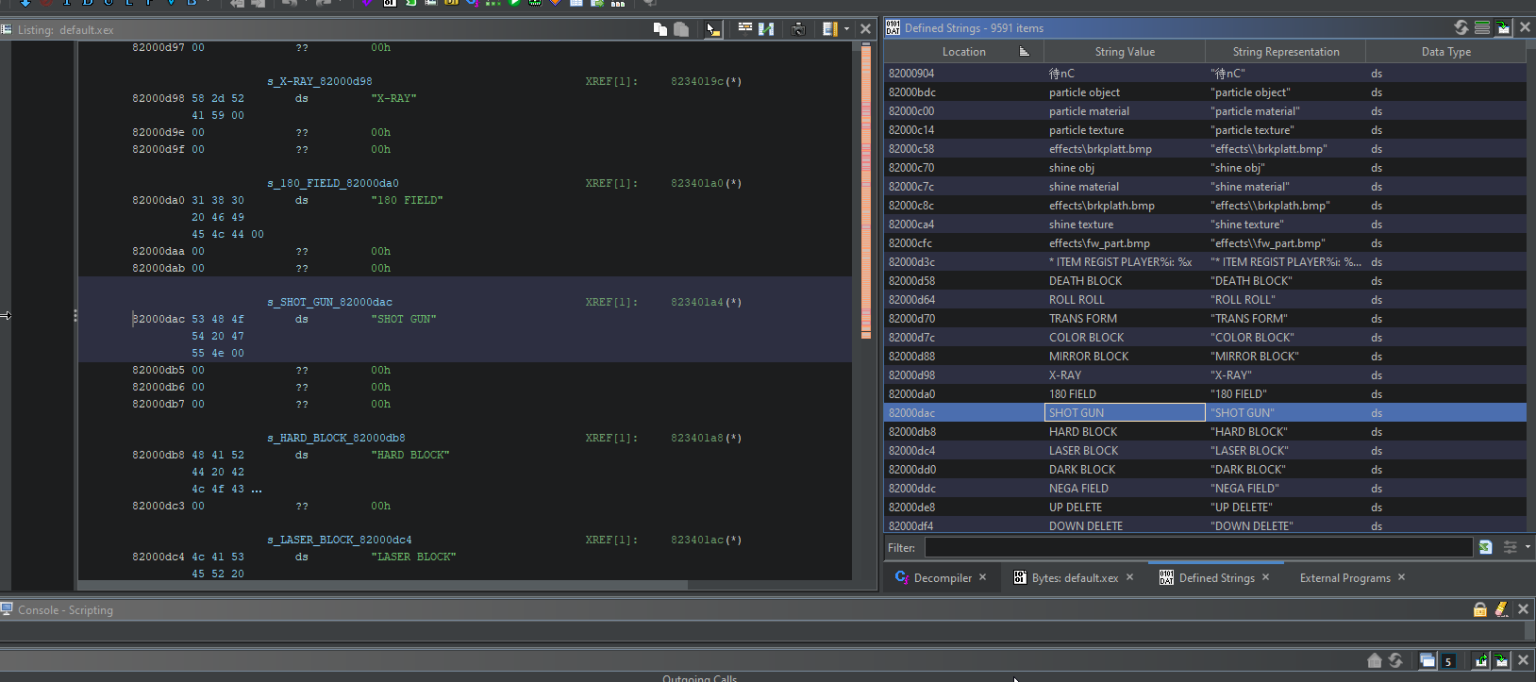 Listing: default.xex
82000d97 00 ?? 00h
s_X-RAY_82000d98 XREF[1]: 8234019c(*)
82000d98 58 2d 52 ds "X-RAY"
41 59 00
82000d9e 00 ?? 00h
82000d9f 00 ?? 00h
s_180_FIELD_82000da0 XREF[1]: 823401a0(*)
82000da0 31 38 30 ds "180 FIELD"
20 46 49
45 4c 44 00
82000daa 00 ?? 00h
82000dab 00 ?? 00h
s_SHOT_GUN_82000dac XREF[1]: 823401a4(*)
82000dac 53 48 4f ds "SHOT GUN"
54 20 47
55 4e 00
82000db5 00 ?? 00h
82000db6 00 ?? 00h
82000db7 00 ?? 00h
s_HARD_BLOCK_82000db8 XREF[1]: 823401a8(*)
82000db8 48 41 52 ds "HARD BLOCK"
44 20 42
4c 4f 43 ...
82000dc3 00 ?? 00h
s_LASER_BLOCK_82000dc4 XREF[1]: 823401ac(*)
82000dc4 4c 41 53 ds "LASER BLOCK"
45 52 20
Defined Strings - 9591 items
Location String Value String Representation Data Type
82000904 待nC "待nC" ds
82000bdc particle object "particle object" ds
82000c00 particle material "particle material" ds
82000c14 particle texture "particle texture" ds
82000c58 effects\brkplatt.bmp "effects\\brkplatt.bmp" ds
82000c70 shine obj "shine obj" ds
82000c7c shine material "shine material" ds
82000c8c effects\brkplath.bmp "effects\\brkplath.bmp" ds
82000ca4 shine texture "shine texture" ds
82000cfc effects\fw_part.bmp "effects\\fw_part.bmp" ds
82000d3c * ITEM REGIST PLAYER%i: %x "* ITEM REGIST PLAYER%i: %... ds
82000d58 DEATH BLOCK "DEATH BLOCK" ds
82000d64 ROLL ROLL "ROLL ROLL" ds
82000d70 TRANS FORM "TRANS FORM" ds
82000d7c COLOR BLOCK "COLOR BLOCK" ds
82000d88 MIRROR BLOCK "MIRROR BLOCK" ds
82000d98 X-RAY "X-RAY" ds
82000da0 180 FIELD "180 FIELD" ds
82000dac SHOT GUN "SHOT GUN" ds
82000db8 HARD BLOCK "HARD BLOCK" ds
82000dc4 LASER BLOCK "LASER BLOCK" ds
82000dd0 DARK BLOCK "DARK BLOCK" ds
82000ddc NEGA FIELD "NEGA FIELD" ds
82000de8 UP DELETE "UP DELETE" ds
82000df4 DOWN DELETE "DOWN DELETE" ds
Filter:
Decompiler Bytes: default.xex Defined Strings External Programs
Console - Scripting
5
Outgoing Calls